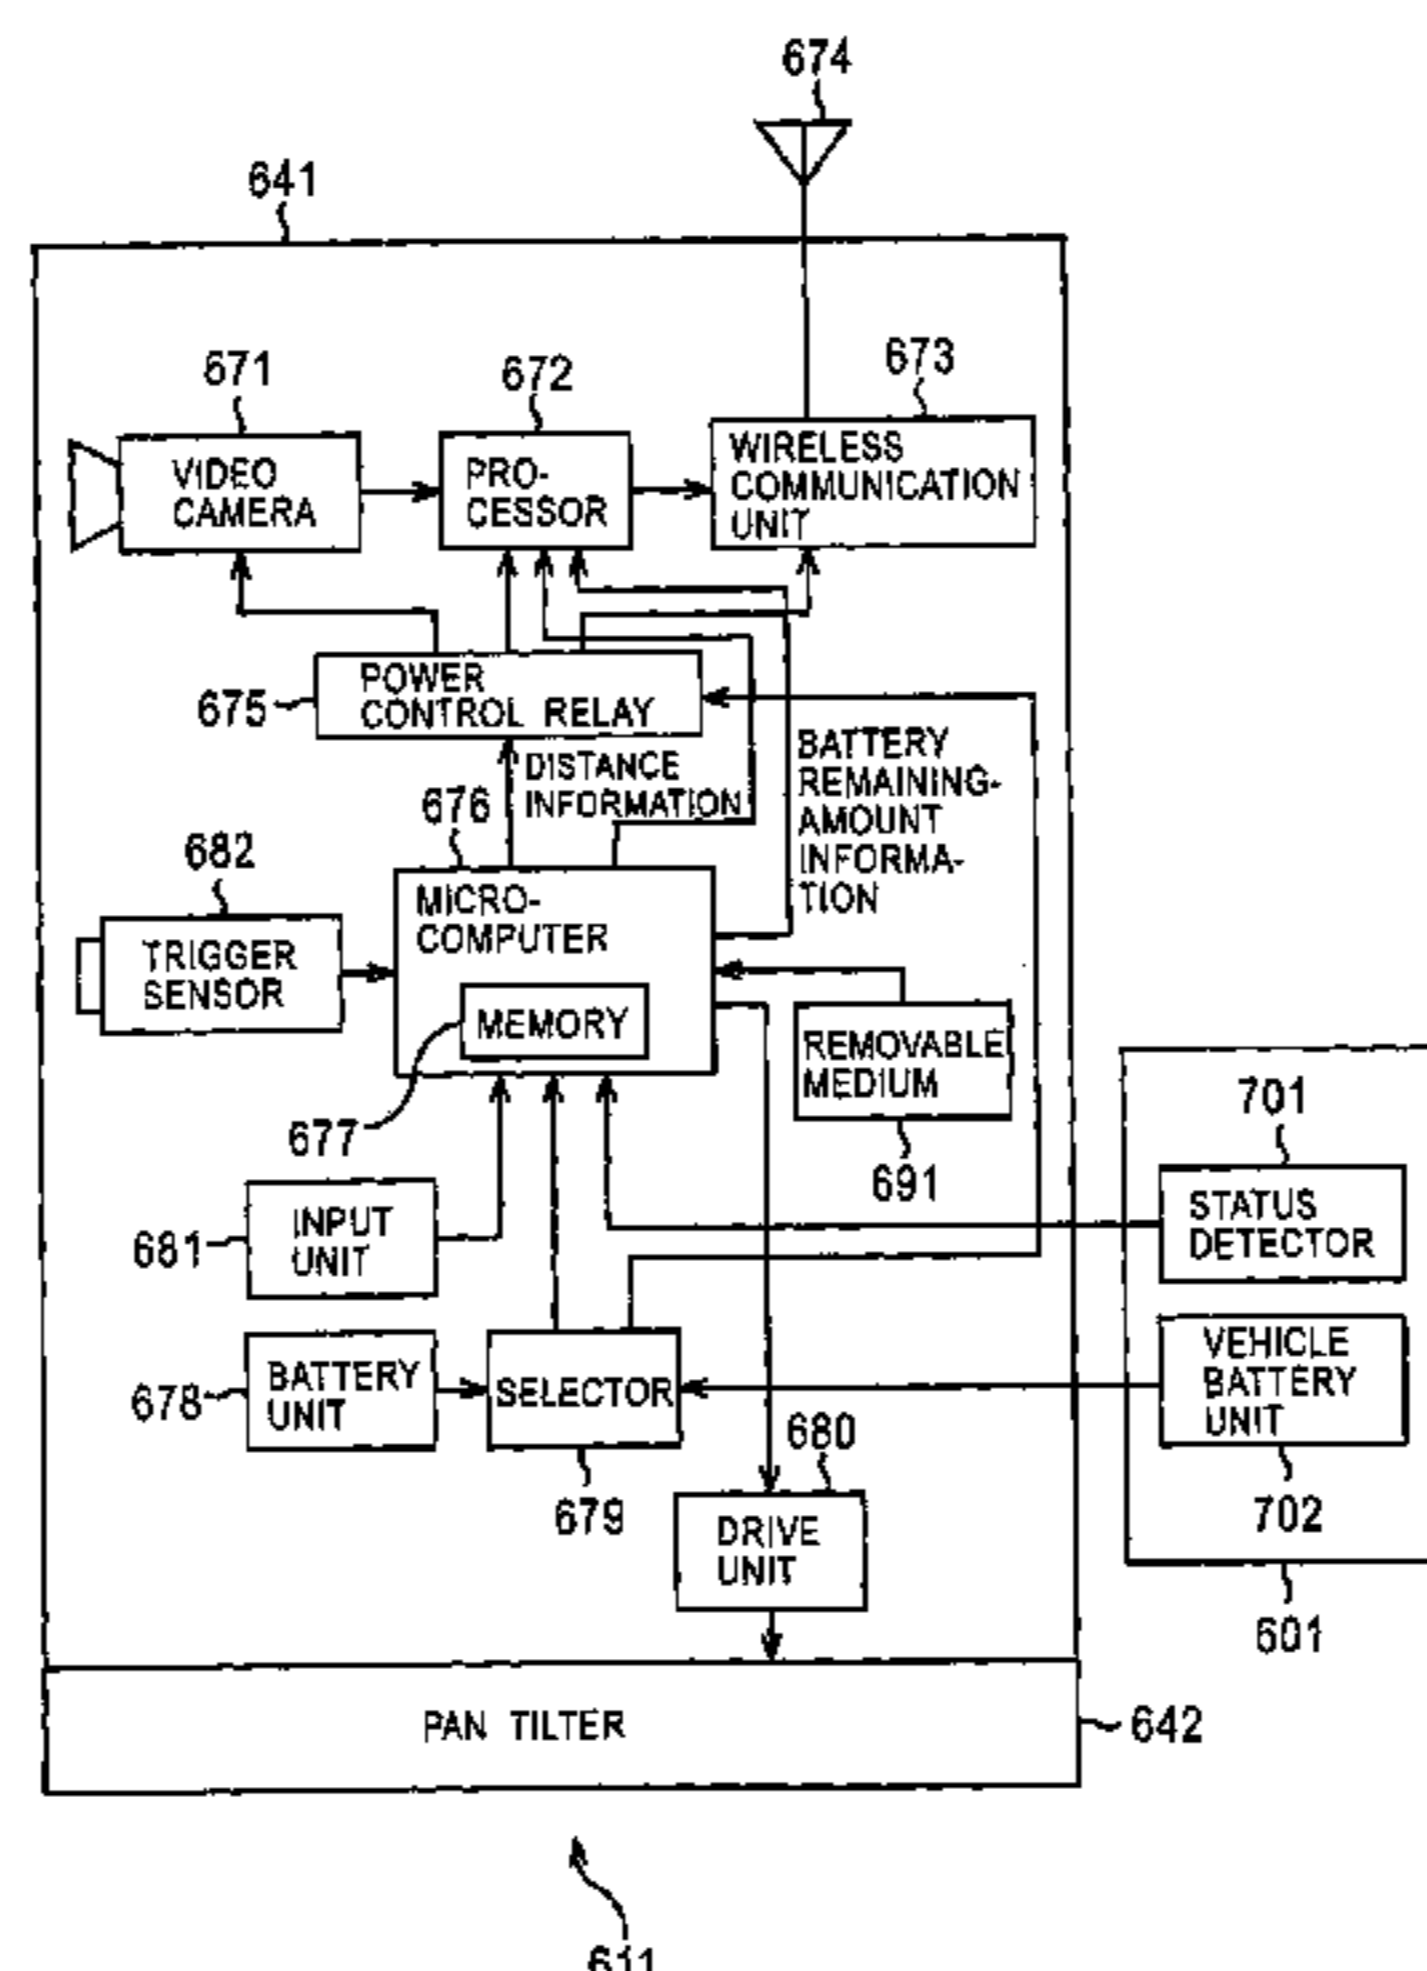 674
641
671
672
673
VIDEO
CAMERA
PRO-
CESSOR
WIRELESS
COMMUNICATION
UNIT
675
POWER
CONTROL RELAY
DISTANCE
INFORMATION
BATTERY
REMAINING-
AMOUNT
INFORMA-
TION
676
682
TRIGGER
SENSOR
MICRO-
COMPUTER
MEMORY
677
REMOVABLE
MEDIUM
691
701
STATUS
DETECTOR
681
INPUT
UNIT
678
BATTERY
UNIT
SELECTOR
679
VEHICLE
BATTERY
UNIT
702
680
DRIVE
UNIT
601
PAN TILTER
642
611